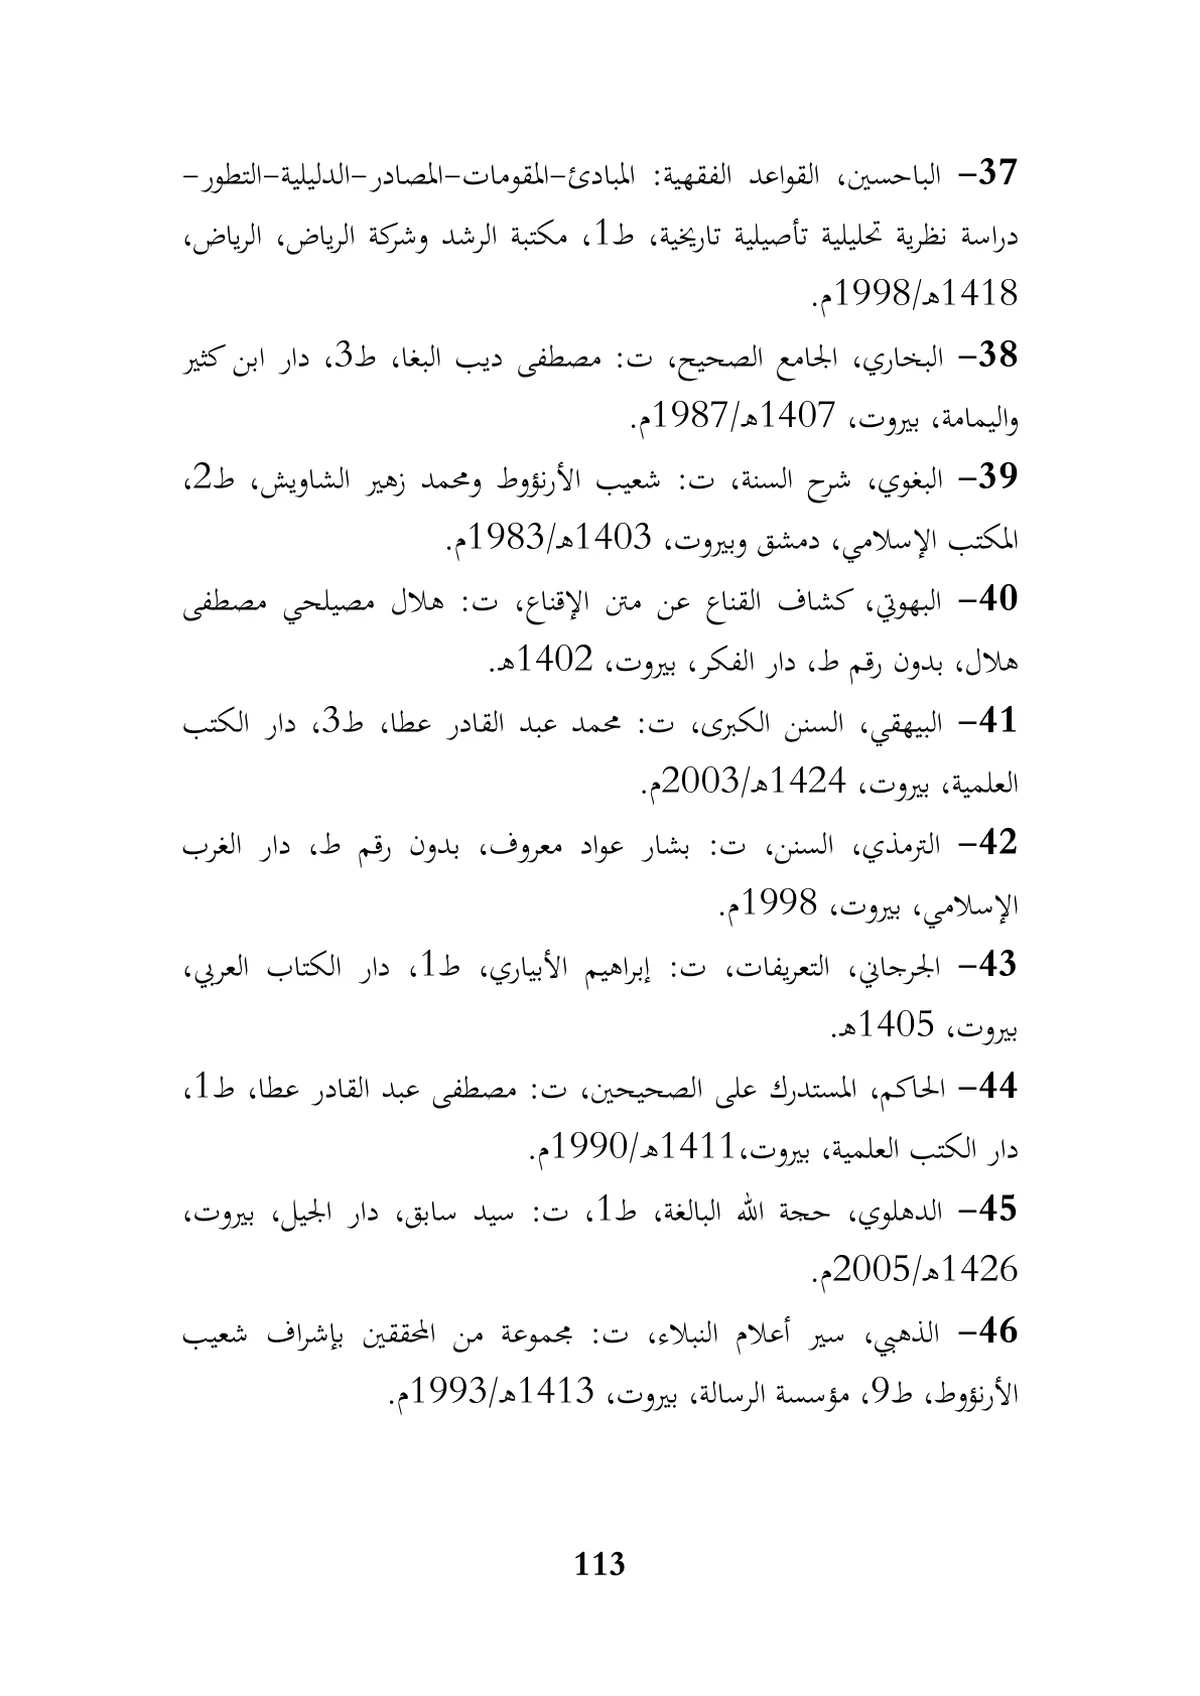 37- الباحسين، القواعد الفقهية: المبادئ-المقومات-المصادر-الدليلية-التطور-
دراسة نظرية تحليلية تأصيلية تاريخية، ط1، مكتبة الرشد وشركة الرياض، الرياض،
1418هـ/1998م.
38- البخاري، الجامع الصحيح، ت: مصطفى ديب البغا، ط3، دار ابن كثير
واليمامة، بيروت، 1407هـ/1987م.
39- البغوي، شرح السنة، ت: شعيب الأرنؤوط ومحمد زهير الشاويش، ط2،
المكتب الإسلامي، دمشق وبيروت، 1403هـ/1983م.
40- البهوتي، كشاف القناع عن متن الإقناع، ت: هلال مصيلحي مصطفى
هلال، بدون رقم ط، دار الفكر، بيروت، 1402هـ.
41- البيهقي، السنن الكبرى، ت: محمد عبد القادر عطا، ط3، دار الكتب
العلمية، بيروت، 1424هـ/2003م.
42- الترمذي، السنن، ت: بشار عواد معروف، بدون رقم ط، دار الغرب
الإسلامي، بيروت، 1998م.
43- الجرجاني، التعريفات، ت: إبراهيم الأبياري، ط1، دار الكتاب العربي،
بيروت، 1405هـ.
44- الحاكم، المستدرك على الصحيحين، ت: مصطفى عبد القادر عطا، ط1،
دار الكتب العلمية، بيروت،1411هـ/1990م.
45- الدهلوي، حجة الله البالغة، ط1، ت: سيد سابق، دار الجيل، بيروت،
1426هـ/2005م.
46- الذهبي، سير أعلام النبلاء، ت: مجموعة من المحققين بإشراف شعيب
الأرنؤوط، ط9، مؤسسة الرسالة، بيروت، 1413هـ/1993م.
113